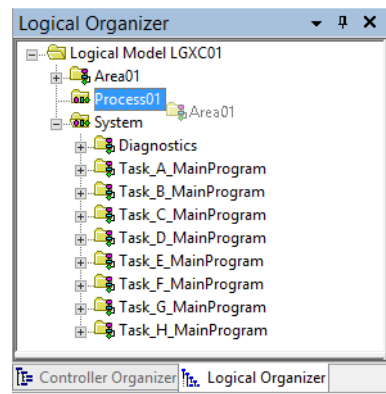 Logical Organizer
Logical Model LGXC01
Area01
Process01
Area01
System
Diagnostics
Task_A_MainProgram
Task_B_MainProgram
Task_C_MainProgram
Task_D_MainProgram
Task_E_MainProgram
Task_F_MainProgram
Task_G_MainProgram
Task_H_MainProgram
Controller Organizer Logical Organizer